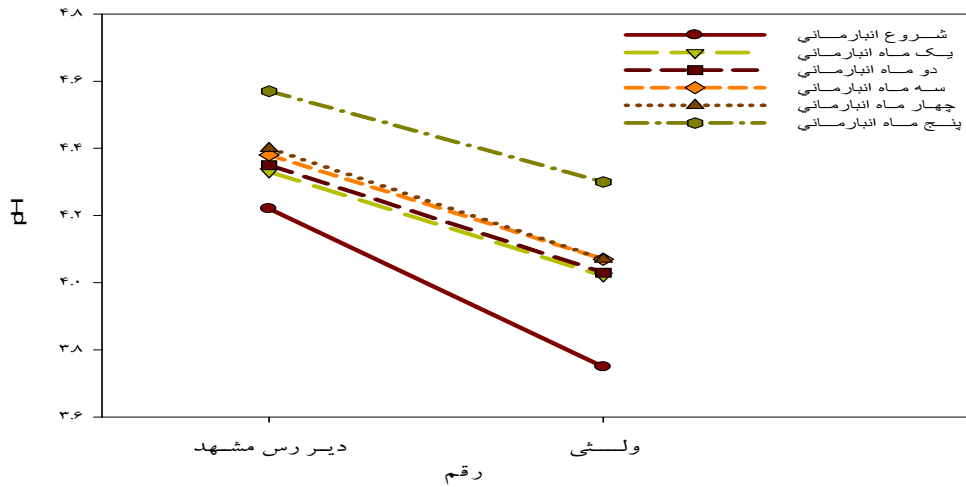 pH
۴.۸
۴.۶
۴.۴
۴.۲
۴.۰
۳.۸
۳.۶
شروع انبارماني
يک ماه انبارماني
دو ماه انبارماني
سه ماه انبارماني
چهار ماه انبارماني
پنج ماه انبارماني
دير رس مشهد
ولثی
رقم